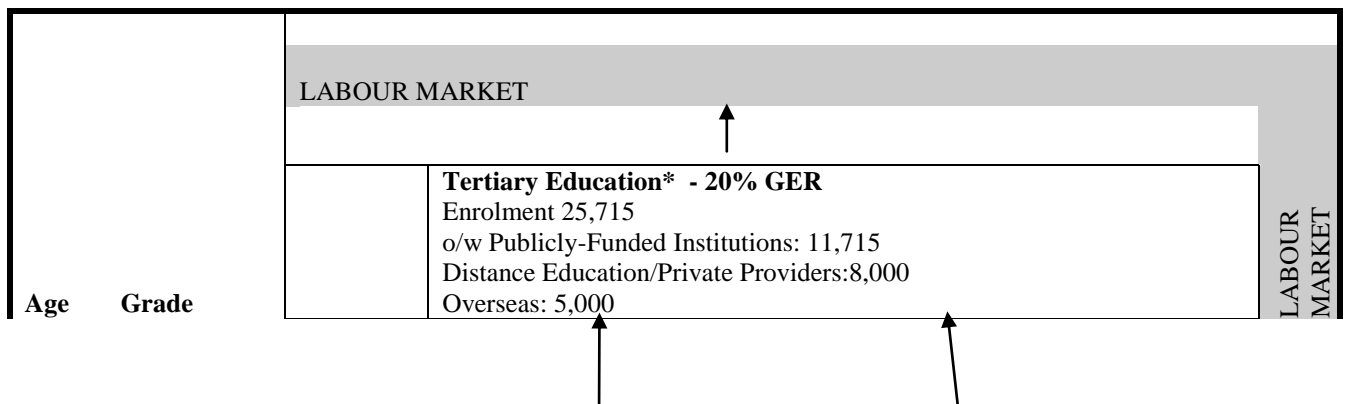 LABOUR MARKET
Tertiary Education* - 20% GER
Enrolment 25,715
o/w Publicly-Funded Institutions: 11,715
Distance Education/Private Providers:8,000
Overseas: 5,000
Age Grade
LABOUR
MARKET